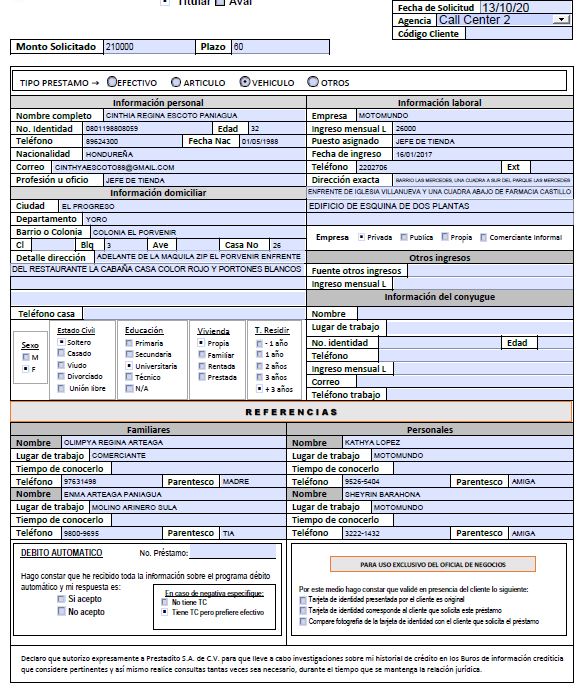 Titular Aval
Fecha de Solicitud 13/10/20
Agencia Call Center 2
Código Cliente
Monto Solicitado 210000 Plazo 60
TIPO PRESTAMO → EFECTIVO ARTICULO VEHICULO OTROS
Información personal
Nombre completo CINTHIA REGINA ESCOTO PANIAGUA
No. Identidad 0801198808059 Edad 32
Teléfono 89624300 Fecha Nac 01/05/1988
Nacionalidad HONDUREÑA
Correo CINTHYAESCOTO88@GMAIL.COM
Profesión u oficio JEFE DE TIENDA
Información domiciliar
Ciudad EL PROGRESO
Departamento YORO
Barrio o Colonia COLONIA EL PORVENIR
Cl Blq 3 Ave Casa No 26
Detalle dirección ADELANTE DE LA MAQUILA ZIP EL PORVENIR ENFRENTE
DEL RESTAURANTE LA CABAÑA CASA COLOR ROJO Y PORTONES BLANCOS
Teléfono casa
Sexo
M
F
Estado Civil
Soltero
Casado
Viudo
Divorciado
Unión libre
Educación
Primaria
Secundaria
Universitaria
Técnico
N/A
Vivienda
Propia
Familiar
Rentada
Prestada
T. Residir
- 1 año
1 año
2 años
3 años
+ 3 años
Información laboral
Empresa MOTOMUNDO
Ingreso mensual L 26000
Puesto asignado JEFE DE TIENDA
Fecha de ingreso 16/01/2017
Teléfono 2202706 Ext
Dirección exacta BARRIO LAS MERCEDES, UNA CUADRA A SUR DEL PARQUE LAS MERCEDES
ENFRENTE DE IGLESIA VILLANUEVA Y UNA CUADRA ABAJO DE FARMACIA CASTILLO
EDIFICIO DE ESQUINA DE DOS PLANTAS
Empresa Privada Publica Propia Comerciante Informal
Otros ingresos
Fuente otros ingresos
Ingreso mensual L
Información del conyugue
Nombre
Lugar de trabajo
No. identidad Edad
Teléfono
Ingreso mensual L
Correo
Teléfono trabajo
REFERENCIAS
Familiares
Nombre OLIMPYA REGINA ARTEAGA
Lugar de trabajo COMERCIANTE
Tiempo de conocerlo
Teléfono 97631498 Parentesco MADRE
Nombre ENMA ARTEAGA PANIAGUA
Lugar de trabajo MOLINO ARINERO SULA
Tiempo de conocerlo
Teléfono 9800-9695 Parentesco TIA
Personales
Nombre KATHYA LOPEZ
Lugar de trabajo MOTOMUNDO
Tiempo de conocerlo
Teléfono 9526-5404 Parentesco AMIGA
Nombre SHEYRIN BARAHONA
Lugar de trabajo MOTOMUNDO
Tiempo de conocerlo
Teléfono 3222-1432 Parentesco AMIGA
DEBITO AUTOMATICO No. Préstamo:
Hago constar que he recibido toda la información sobre el programa débito
automático y mi respuesta es:
Si acepto
No acepto
En caso de negativa especifique:
No tiene TC
Tiene TC pero prefiere efectivo
PARA USO EXCLUSIVO DEL OFICIAL DE NEGOCIOS
Por este medio hago constar que validé en presencia del cliente lo siguiente:
Tarjeta de identidad presentada por el cliente es original
Tarjeta de identidad corresponde al cliente que solicita este préstamo
Compare fotografía de la tarjeta de identidad con el cliente que solicita el préstamo
Declaro que autorizo expresamente a Prestadito S.A. de C.V. para que lleve a cabo investigaciones sobre mi historial de crédito en los Buros de información crediticia
que considere pertinentes y así mismo realice consultas tantas veces sea necesario, durante el tiempo que se mantenga la relación jurídica.